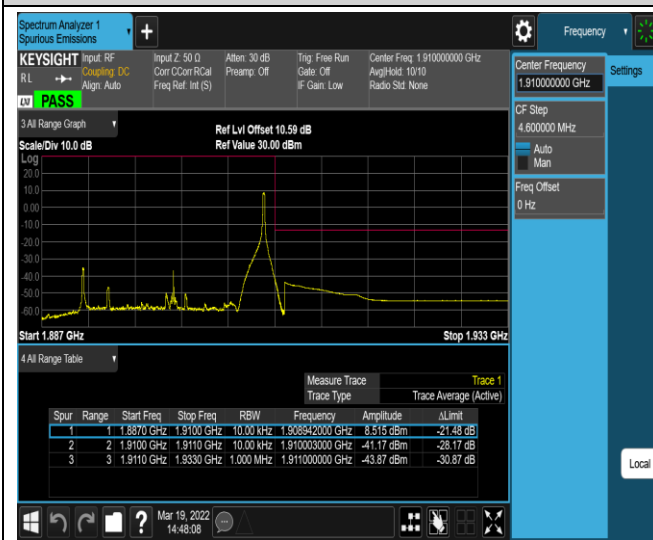 Spectrum Analyzer 1
Spurious Emissions
Frequency
KEYSIGHT Input: RF Input Z: 50 Ω Atten: 30 dB Trig: Free Run Center Freq: 1.910000000 GHz
RL Coupling: DC Corr CCorr RCal Preamp: Off Gate: Off Avg|Hold: 10/10
Align: Auto Freq Ref: Int (S) IF Gain: Low Radio Std: None
LXI PASS
3 All Range Graph
Ref Lvl Offset 10.59 dB
Scale/Div 10.0 dB Ref Value 30.00 dBm
Log
20.0
10.0
0.00
-10.0
-20.0
-30.0
-40.0
-50.0
-60.0
Start 1.887 GHz Stop 1.933 GHz
4 All Range Table
Measure Trace Trace 1
Trace Type Trace Average (Active)
Spur Range Start Freq Stop Freq RBW Frequency Amplitude ΔLimit
1 1 1.8870 GHz 1.9100 GHz 10.00 kHz 1.908942000 GHz 8.515 dBm -21.48 dB
2 2 1.9100 GHz 1.9110 GHz 10.00 kHz 1.910003000 GHz -41.17 dBm -28.17 dB
3 3 1.9110 GHz 1.9330 GHz 1.000 MHz 1.911000000 GHz -43.87 dBm -30.87 dB
Mar 19, 2022
14:48:08
Center Frequency
1.910000000 GHz
Settings
CF Step
4.600000 MHz
Auto
Man
Freq Offset
0 Hz
Local